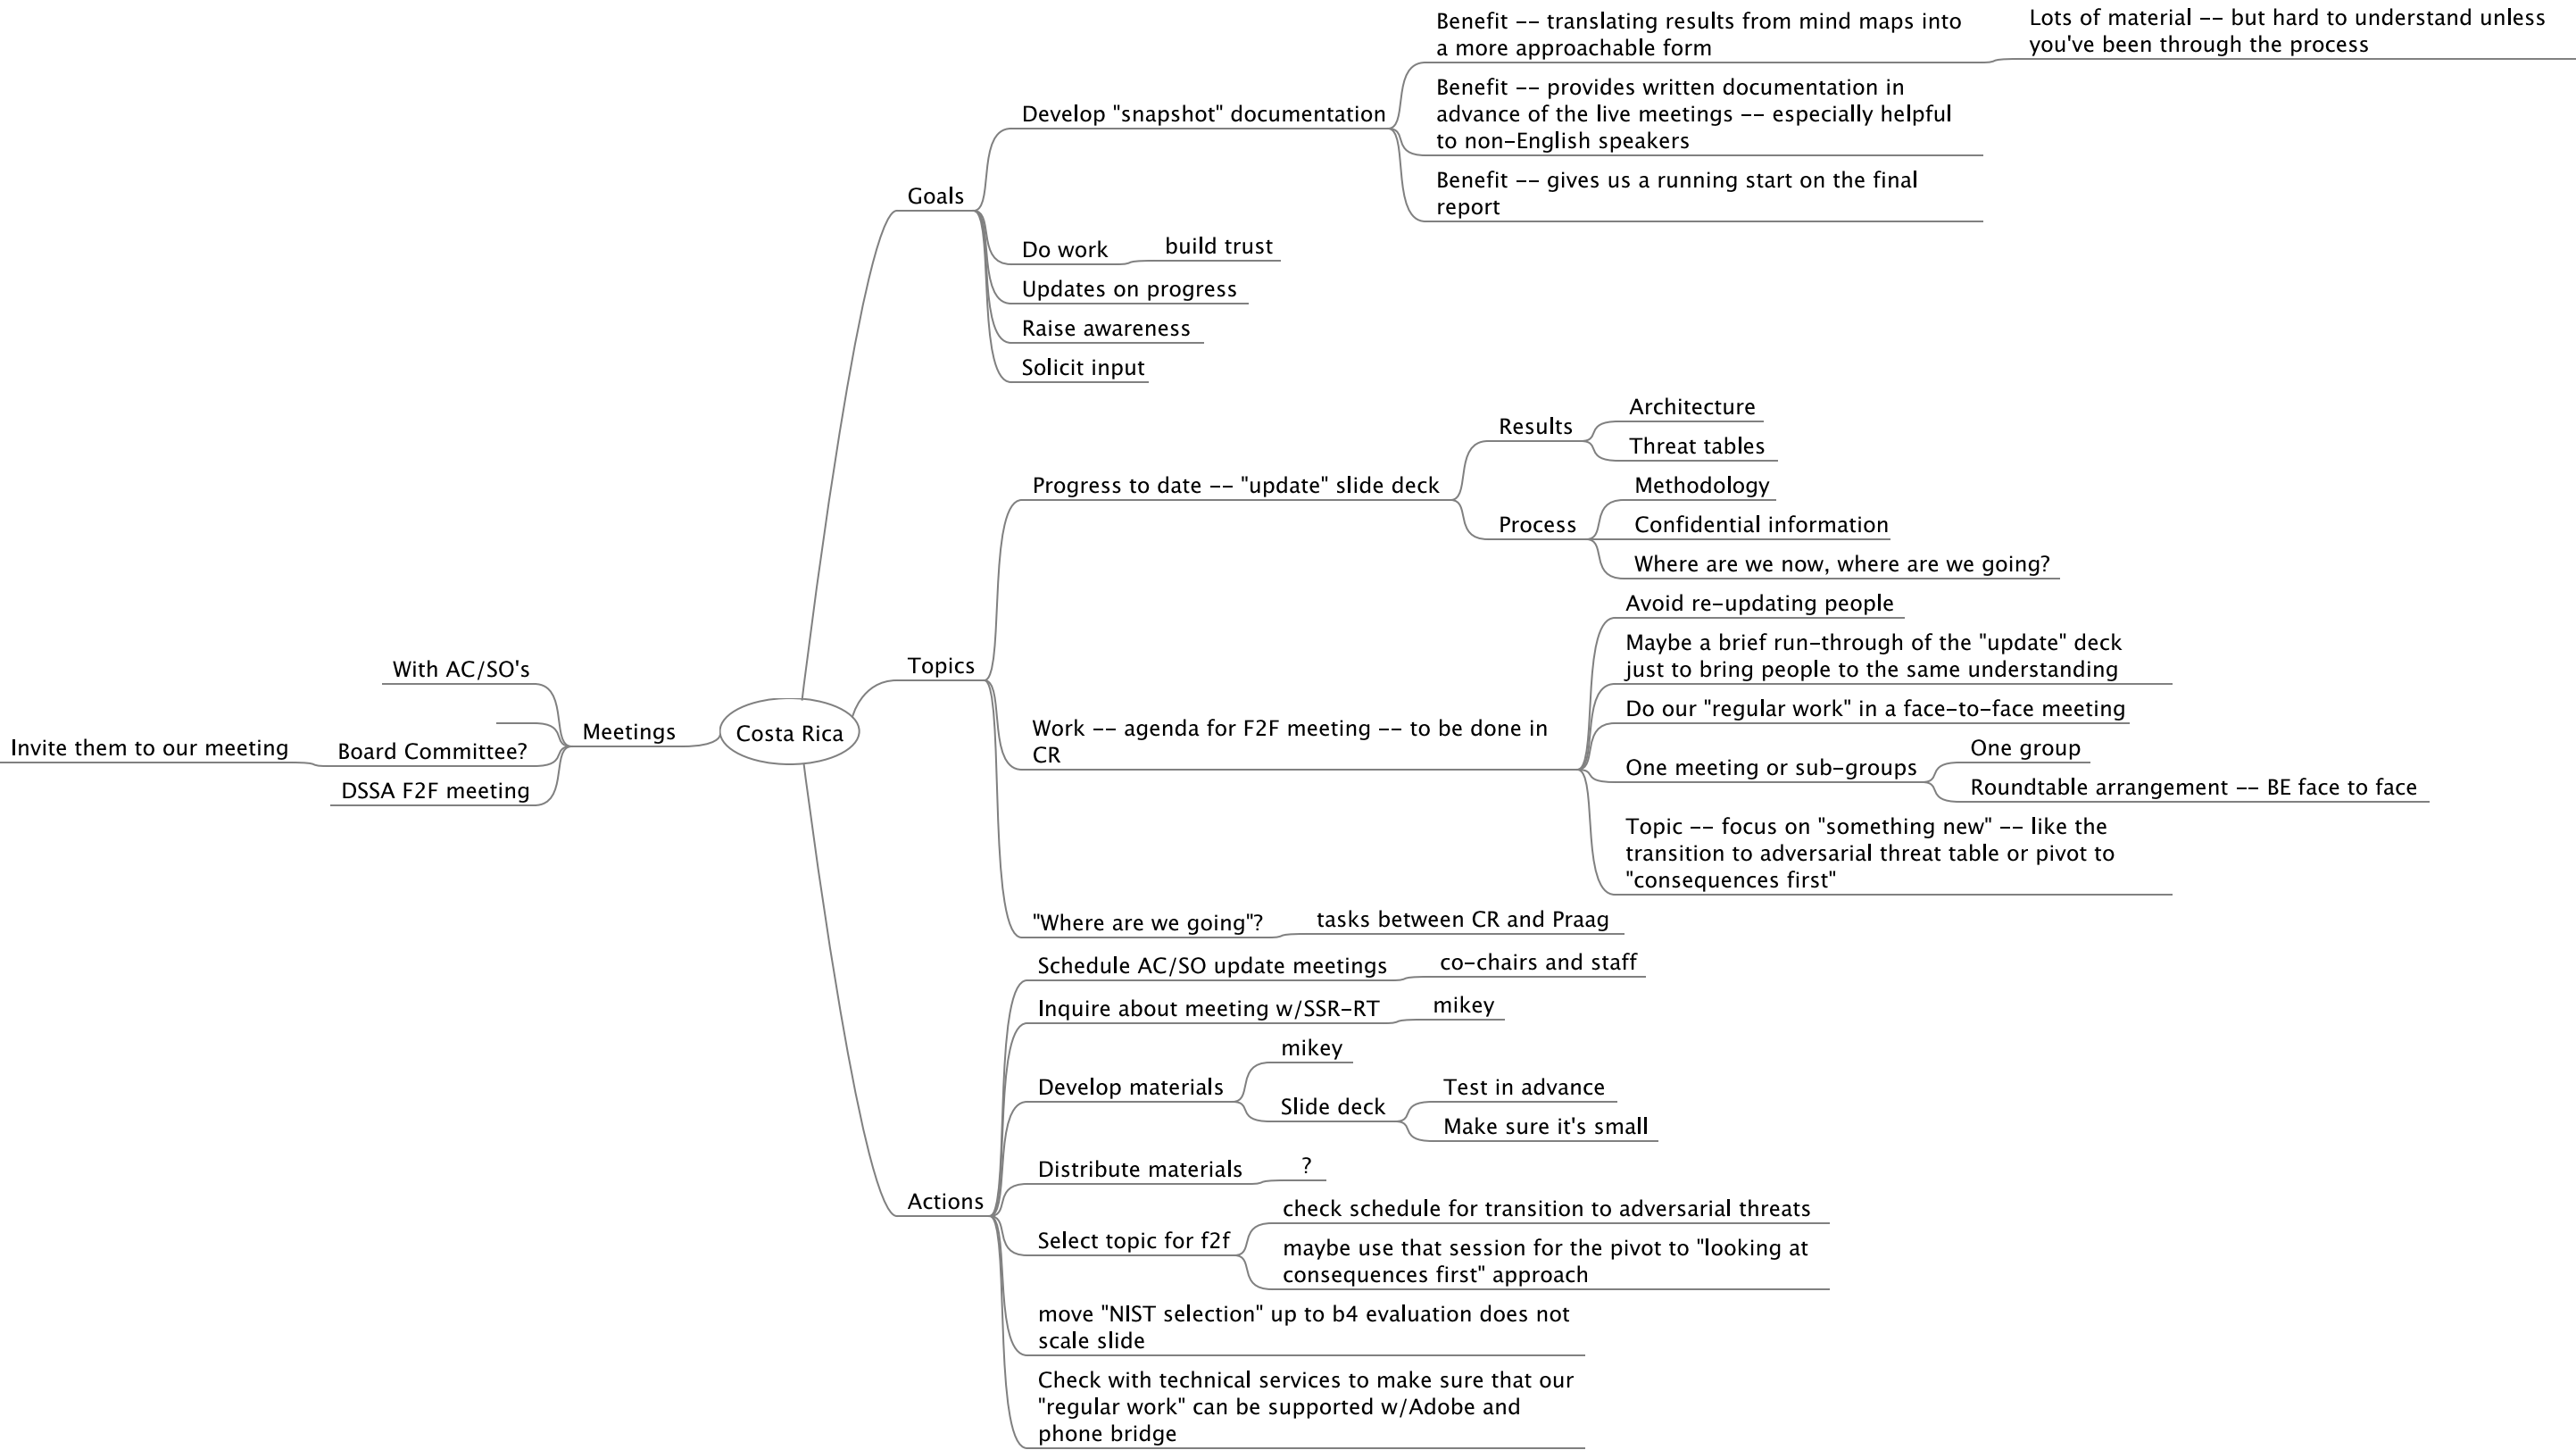 Costa Rica
Goals
Develop "snapshot" documentation
Benefit -- translating results from mind maps into
a more approachable form
Lots of material -- but hard to understand unless
you've been through the process
Benefit -- provides written documentation in
advance of the live meetings -- especially helpful
to non-English speakers
Benefit -- gives us a running start on the final
report
Do work
build trust
Updates on progress
Raise awareness
Solicit input
Topics
Progress to date -- "update" slide deck
Results
Architecture
Threat tables
Process
Methodology
Confidential information
Where are we now, where are we going?
Work -- agenda for F2F meeting -- to be done in
CR
Avoid re-updating people
Maybe a brief run-through of the "update" deck
just to bring people to the same understanding
Do our "regular work" in a face-to-face meeting
One meeting or sub-groups
One group
Roundtable arrangement -- BE face to face
Topic -- focus on "something new" -- like the
transition to adversarial threat table or pivot to
"consequences first"
"Where are we going"?
tasks between CR and Praag
Actions
Schedule AC/SO update meetings
co-chairs and staff
Inquire about meeting w/SSR-RT
mikey
Develop materials
mikey
Slide deck
Test in advance
Make sure it's small
Distribute materials
?
Select topic for f2f
check schedule for transition to adversarial threats
maybe use that session for the pivot to "looking at
consequences first" approach
move "NIST selection" up to b4 evaluation does not
scale slide
Check with technical services to make sure that our
"regular work" can be supported w/Adobe and
phone bridge
Meetings
With AC/SO's
Board Committee?
Invite them to our meeting
DSSA F2F meeting